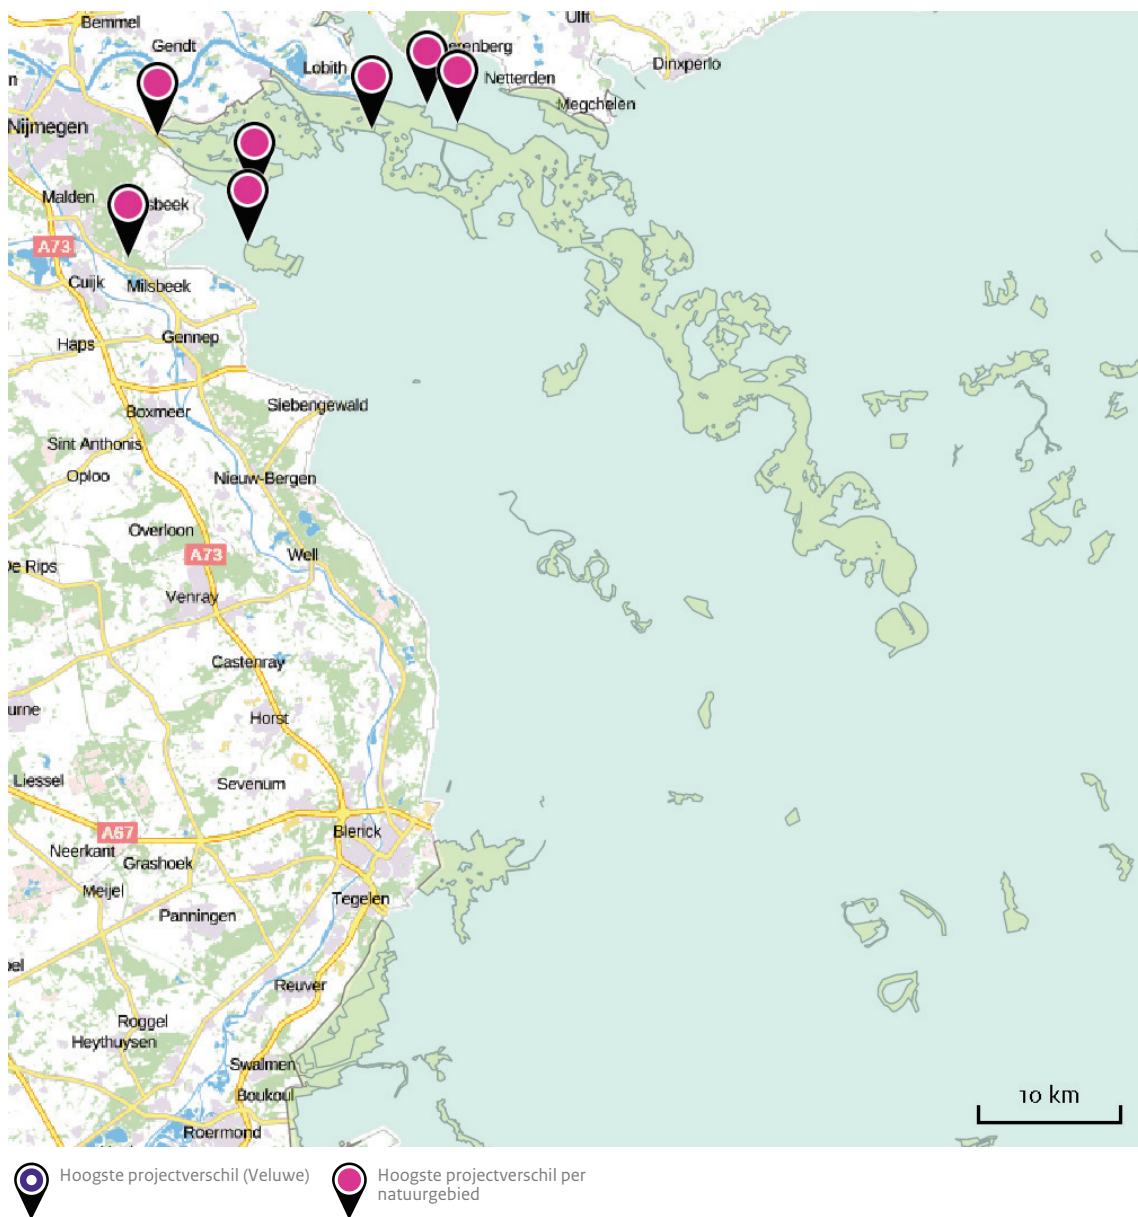 Bemmel
Ulft
Gendt
Lobith
Netterden
Dinxperlo
Megchelen
Nijmegen
Malden
A73
Cuijk
Milsbeek
Gennep
Haps
Boxmeer
Siebengewald
Sint Anthonis
Oploo
Nieuw-Bergen
Overloon
A73
Well
Venray
Castenray
Horst
Liessel
Sevenum
A67
Blerick
Neerkant
Grashoek
Meijel
Tegelen
Panningen
Reuver
Roggel
Heythuysen
Swalmen
Boukoul
10 km
Roermond
Hoogste projectverschil (Veluwe)
Hoogste projectverschil per
natuurgebied